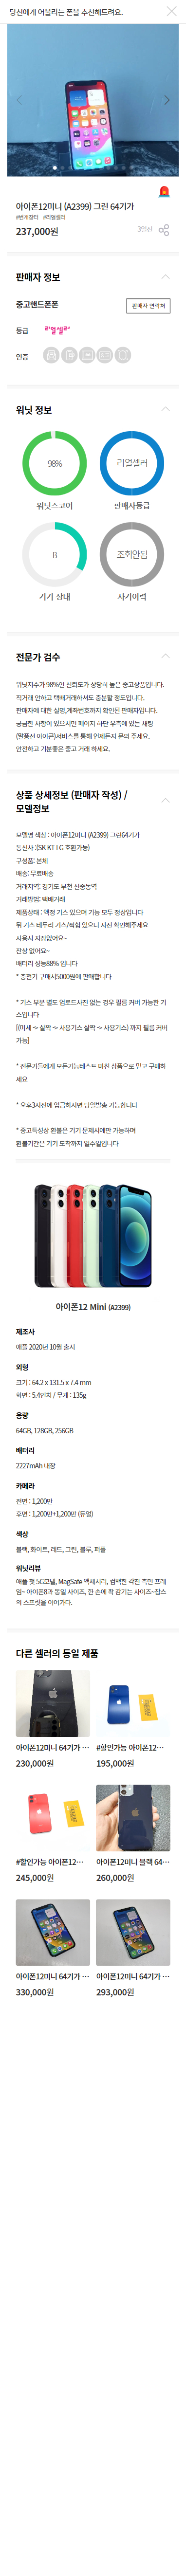 당신에게 어울리는 폰을 추천해드려요.
아이폰12미니 (A2399) 그린 64기가
#번개장터 #리얼셀러
237,000원
3일전
판매자 정보
중고핸드폰폰
판매자 연락처
등급
리얼셀러
인증
워닛 정보
98%
리얼셀러
워닛스코어
판매자등급
B
조회안됨
기기 상태
사기이력
전문가 검수
워닛지수가 98%인 신뢰도가 상당히 높은 중고상품입니다.
직거래 안하고 택배거래하셔도 충분할 정도입니다.
판매자에 대한 실명,계좌번호까지 확인된 판매자입니다.
궁금한 사항이 있으시면 페이지 하단 우측에 있는 채팅
(말풍선 아이콘)서비스를 통해 언제든지 문의 주세요.
안전하고 기분좋은 중고 거래 하세요.
상품 상세정보 (판매자 작성) /
모델정보
모델명 색상 : 아이폰12미니 (A2399) 그린64기가
통신사 :(SK KT LG 호환가능)
구성품: 본체
배송: 무료배송
거래지역: 경기도 부천 신중동역
거래방법: 택배거래
제품상태 : 액정 기스 있으며 기능 모두 정상입니다
뒤 기스 테두리 기스/찍힘 있으니 사진 확인해주세요
사용시 지장없어요~
잔상 없어요~
배터리 성능88% 입니다
* 충전기 구매시5000원에 판매합니다
* 기스 부분 별도 업로드사진 없는 경우 필름 커버 가능한 기
스입니다
[(미세 -> 살짝 -> 사용기스 살짝 -> 사용기스) 까지 필름 커버
가능]
* 전문가들에게 모든기능테스트 마친 상품으로 믿고 구매하
세요
* 오후3시전에 입금하시면 당일발송 가능합니다
* 중고특성상 환불은 기기 문제시에만 가능하며
환불기간은 기기 도착까지 일주일입니다
아이폰12 Mini (A2399)
제조사
애플 2020년 10월 출시
외형
크기 : 64.2 x 131.5 x 7.4 mm
화면 : 5.4인치 / 무게 : 135g
용량
64GB, 128GB, 256GB
배터리
2227mAh 내장
카메라
전면 : 1,200만
후면 : 1,200만+1,200만 (듀얼)
색상
블랙, 화이트, 레드, 그린, 블루, 퍼플
워닛리뷰
애플 첫 5G모델, MagSafe 액세서리, 컴백한 각진 측면 프레
임~ 아이폰8과 동일 사이즈, 한 손에 쫙 감기는 사이즈~잡스
의 스프릿을 이어가다.
다른 셀러의 동일 제품
아이폰12미니 64기가 ...
#할인가능 아이폰12...
230,000원
195,000원
#할인가능 아이폰12...
아이폰12미니 블랙 64...
245,000원
260,000원
아이폰12미니 64기가 ...
아이폰12미니 64기가 ...
330,000원
293,000원